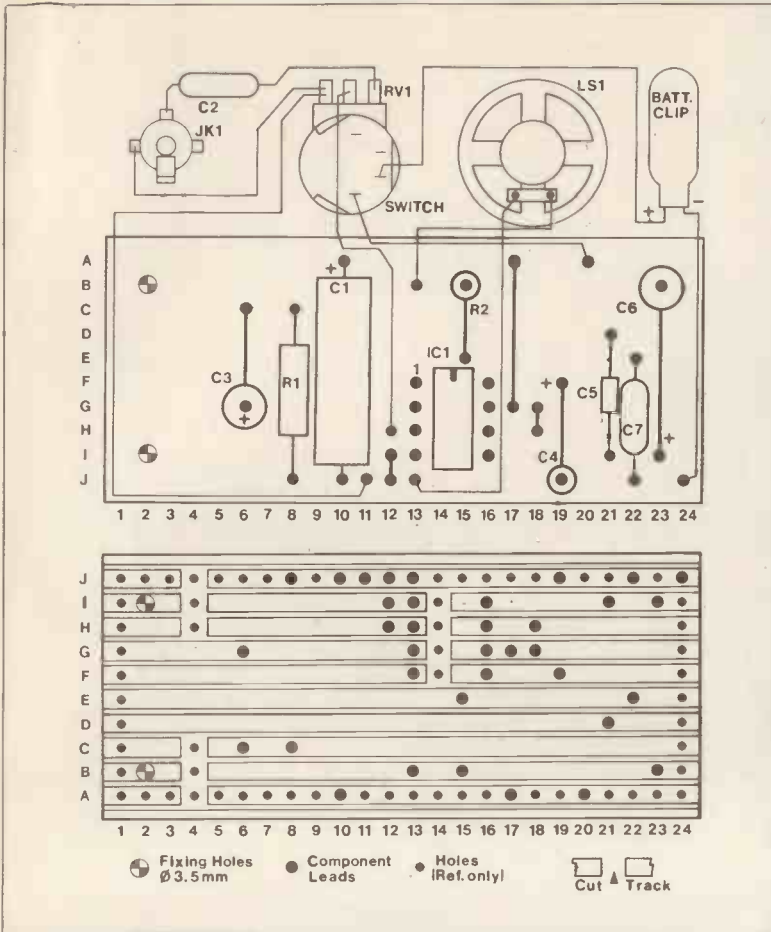 C2
JK1
RV1
SWITCH
LS1
BATT.
CLIP
+ −
A
B
C
D
E
F
G
H
I
J
+
C1
R2
C6
C3
+
R1
IC1
1
+
C4
C5
C7
+
1 2 3 4 5 6 7 8 9 10 11 12 13 14 15 16 17 18 19 20 21 22 23 24
J
I
H
G
F
E
D
C
B
A
1 2 3 4 5 6 7 8 9 10 11 12 13 14 15 16 17 18 19 20 21 22 23 24
Fixing Holes
Ø3.5mm
Component
Leads
Holes
(Ref.only)
Cut Track